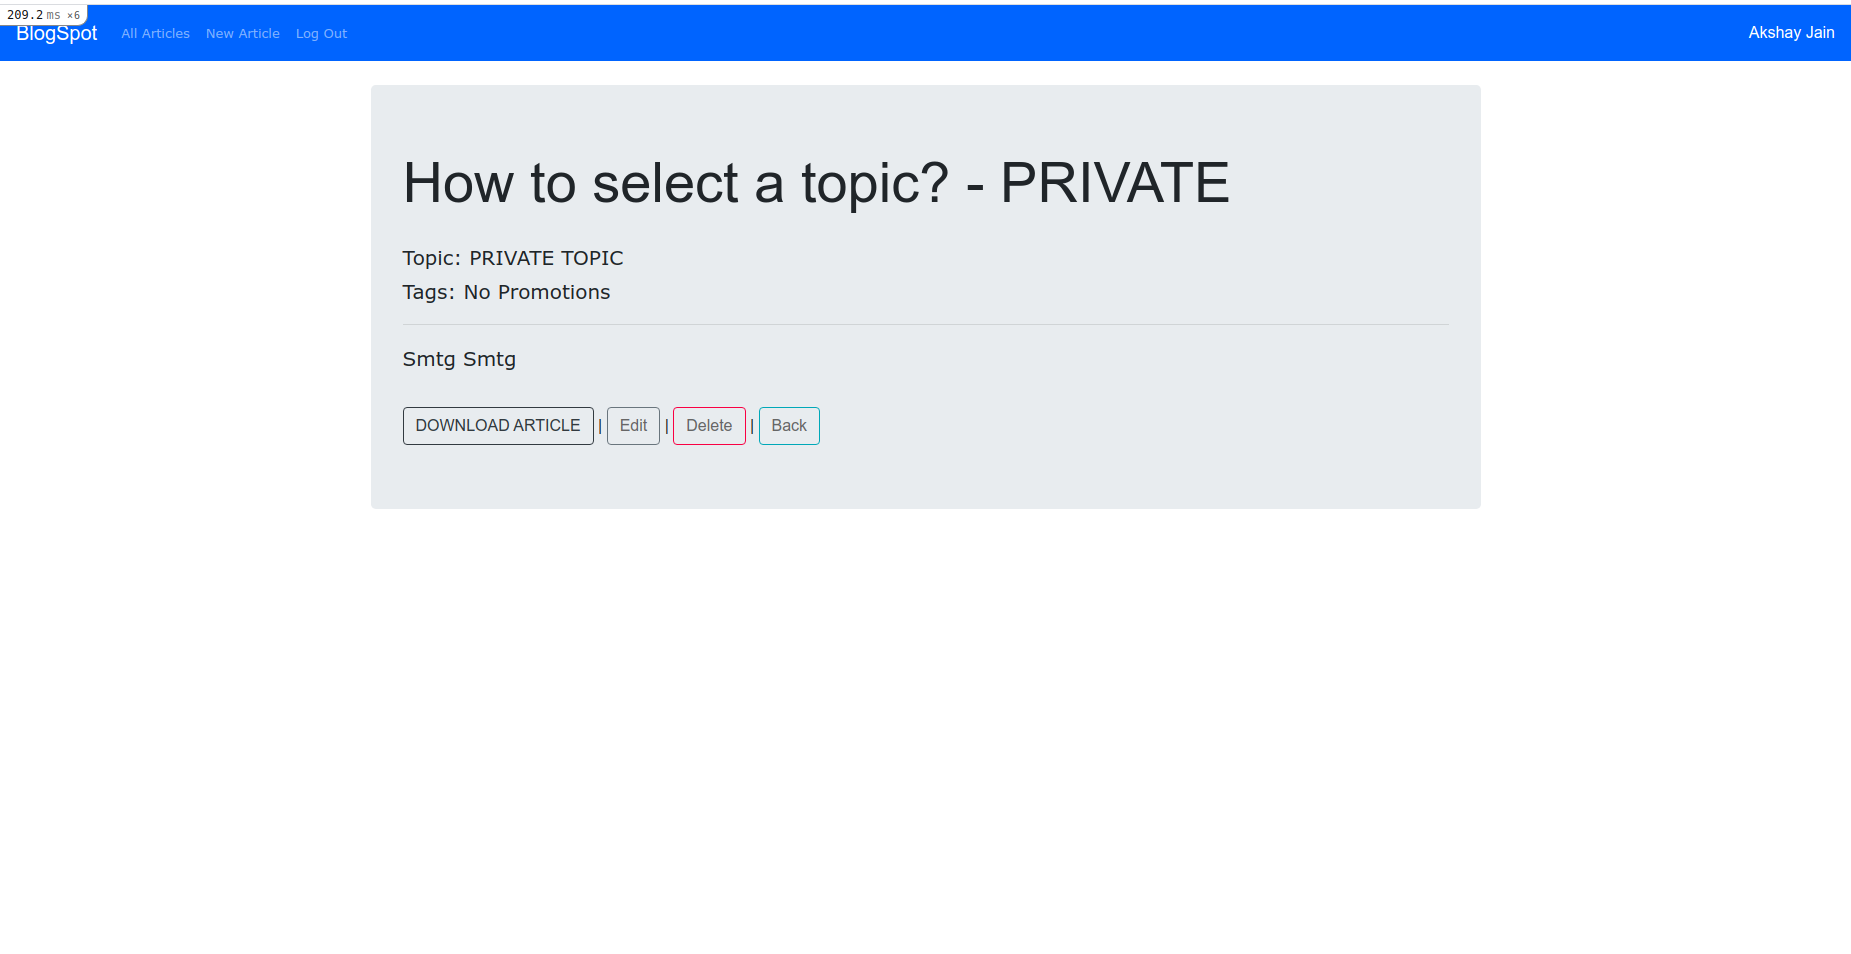 209.2 ms ×6
BlogSpot All Articles New Article Log Out Akshay Jain
How to select a topic? - PRIVATE
Topic: PRIVATE TOPIC
Tags: No Promotions
Smtg Smtg
DOWNLOAD ARTICLE | Edit | Delete | Back